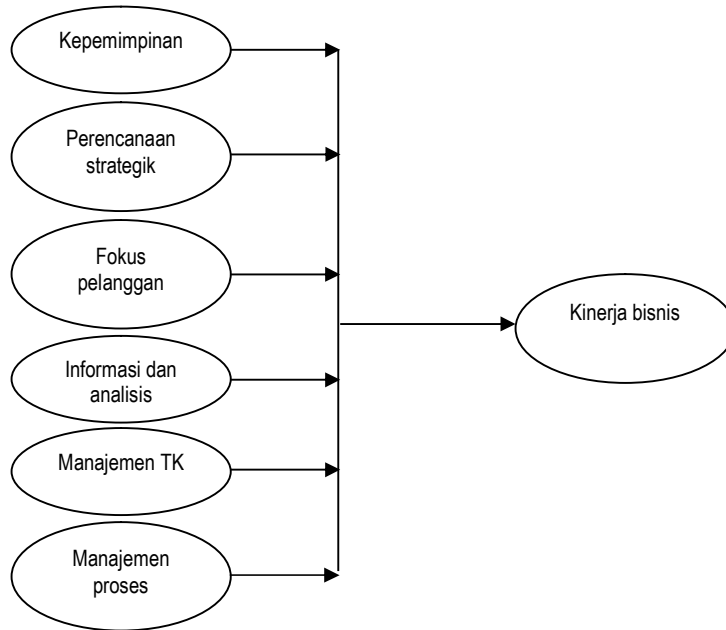 Kepemimpinan
Perencanaan
strategik
Fokus
pelanggan
Informasi dan
analisis
Manajemen TK
Manajemen
proses
Kinerja bisnis